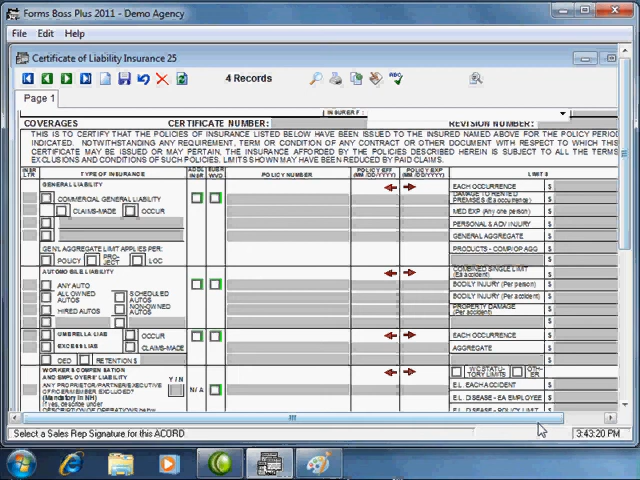 Forms Boss Plus 2011 - Demo Agency
File Edit Help
Certificate of Liability Insurance 25
4 Records
Page 1
INSURER F :
COVERAGES CERTIFICATE NUMBER: REVISION NUMBER:
THIS IS TO CERTIFY THAT THE POLICIES OF INSURANCE LISTED BELOW HAVE BEEN ISSUED TO THE INSURED NAMED ABOVE FOR THE POLICY PERIO
INDICATED. NOTWITHSTANDING ANY REQUIREMENT, TERM OR CONDITION OF ANY CONTRACT OR OTHER DOCUMENT WITH RESPECT TO WHICH THIS
CERTIFICATE MAY BE ISSUED OR MAY PERTAIN, THE INSURANCE AFFORDED BY THE POLICIES DESCRIBED HEREIN IS SUBJECT TO ALL THE TERMS
EXCLUSIONS AND CONDITIONS OF SUCH POLICIES. LIMITS SHOWN MAY HAVE BEEN REDUCED BY PAID CLAIMS.
INSR LTR TYPE OF INSURANCE ADDL INSR SUBR WVD POLICY NUMBER POLICY EFF (MM/DD/YYYY) POLICY EXP (MM/DD/YYYY) LIMITS
GENERAL LIABILITY EACH OCCURRENCE $
COMMERCIAL GENERAL LIABILITY DAMAGE TO RENTED PREMISES (Ea occurrence) $
CLAIMS-MADE OCCUR MED EXP (Any one person) $
PERSONAL & ADV INJURY $
GENERAL AGGREGATE $
GEN'L AGGREGATE LIMIT APPLIES PER: PRODUCTS - COMP/OP AGG $
POLICY PRO-JECT LOC $
AUTOMOBILE LIABILITY COMBINED SINGLE LIMIT (Ea accident) $
ANY AUTO BODILY INJURY (Per person) $
ALL OWNED AUTOS SCHEDULED AUTOS BODILY INJURY (Per accident) $
HIRED AUTOS NON-OWNED AUTOS PROPERTY DAMAGE (Per accident) $
$
UMBRELLA LIAB OCCUR EACH OCCURRENCE $
EXCESS LIAB CLAIMS-MADE AGGREGATE $
DED RETENTION $ $
WORKERS COMPENSATION AND EMPLOYERS' LIABILITY Y/N WC STATU-TORY LIMITS OTH-ER
ANY PROPRIETOR/PARTNER/EXECUTIVE OFFICER/MEMBER EXCLUDED? N/A E.L. EACH ACCIDENT $
(Mandatory in NH) E.L. DISEASE - EA EMPLOYEE $
If yes, describe under
DESCRIPTION OF OPERATIONS below E.L. DISEASE - POLICY LIMIT $
Select a Sales Rep Signature for this ACORD 3:43:20 PM